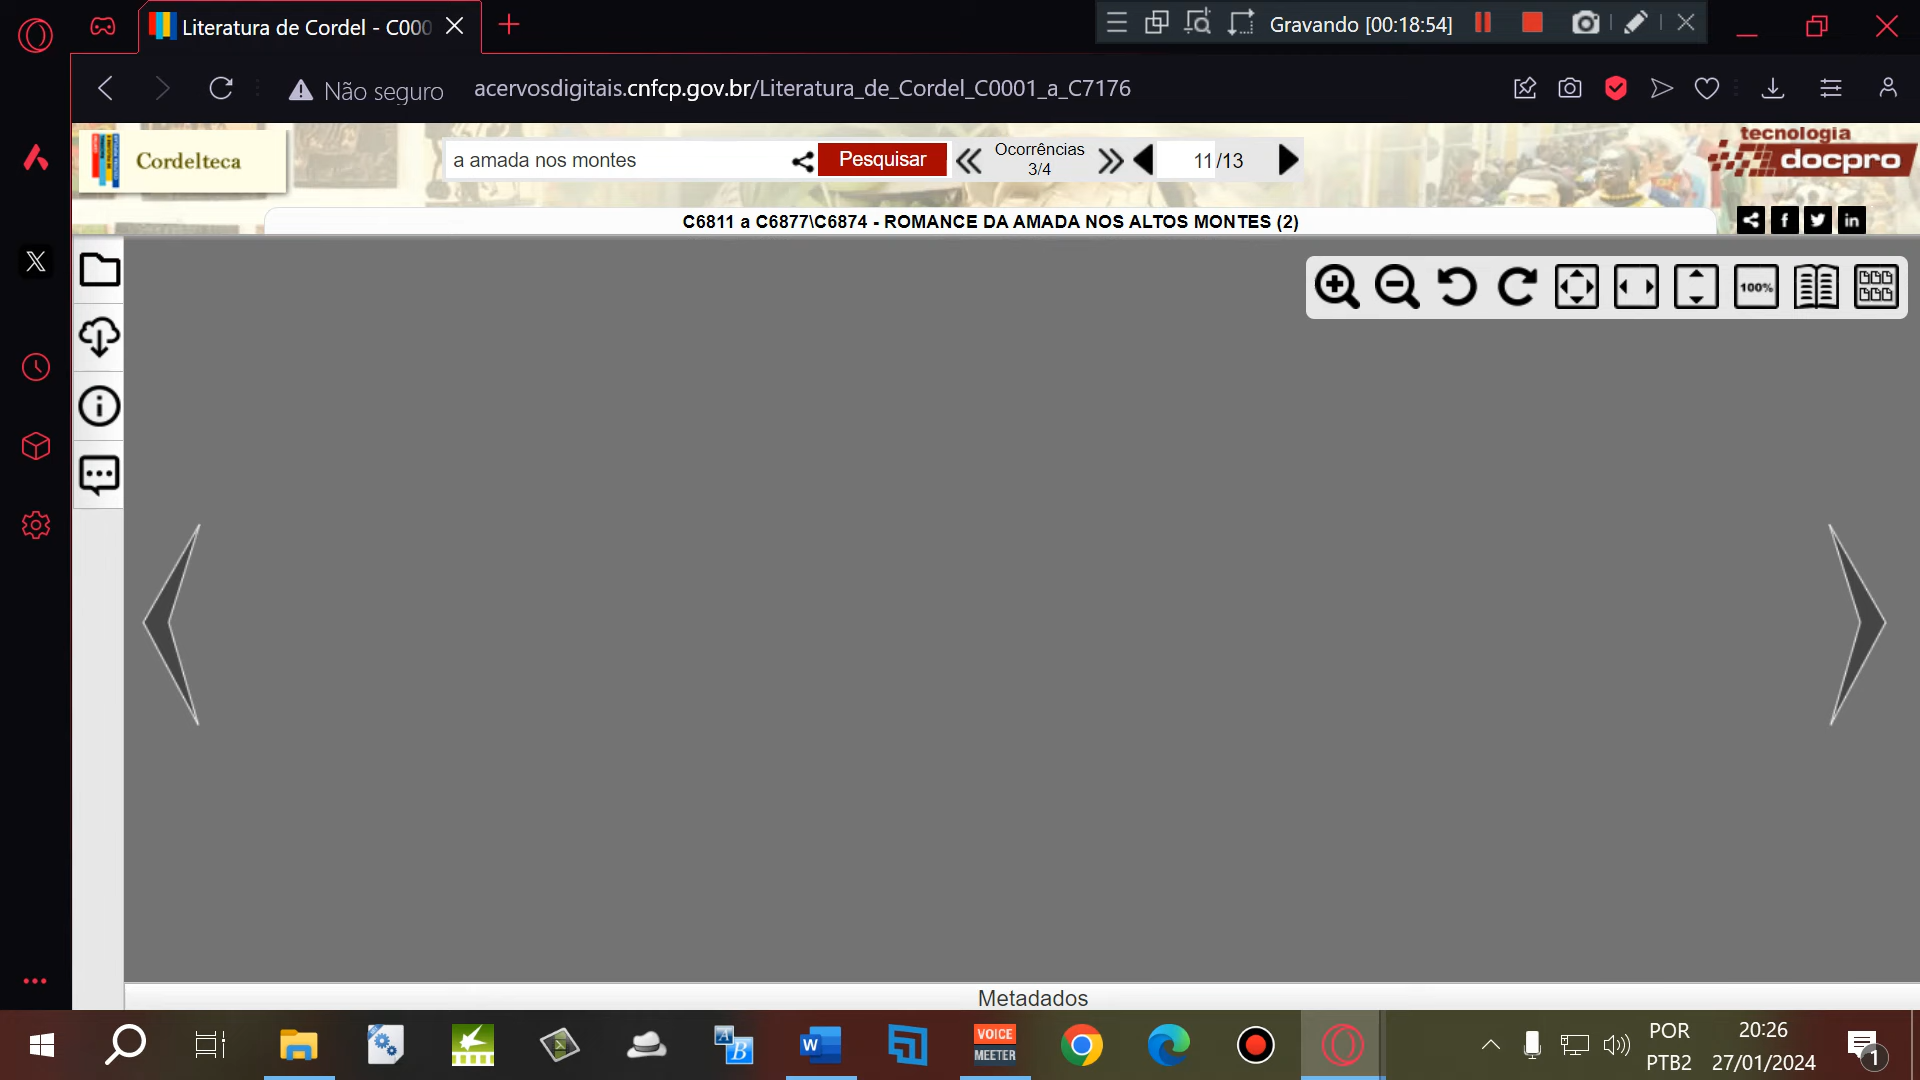 Literatura de Cordel - C000
Gravando [00:18:54]
Não seguro
acervosdigitais.cnfcp.gov.br/Literatura_de_Cordel_C0001_a_C7176
Cordelteca
a amada nos montes
Pesquisar
Ocorrências
3/4
11/13
tecnologia
docpro
C6811 a C6877\C6874 - ROMANCE DA AMADA NOS ALTOS MONTES (2)
100%
Metadados
VOICE
MEETER
POR
PTB2
20:26
27/01/2024
1